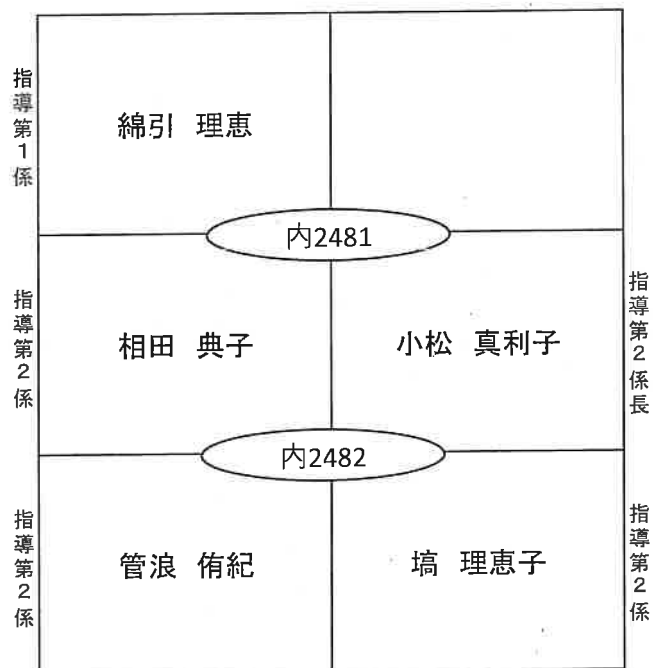 指導第1係
綿引 理恵
内2481
指導第2係
相田 典子
小松 真利子
指導第2係長
内2482
指導第2係
管浪 侑紀
塙 理恵子
指導第2係